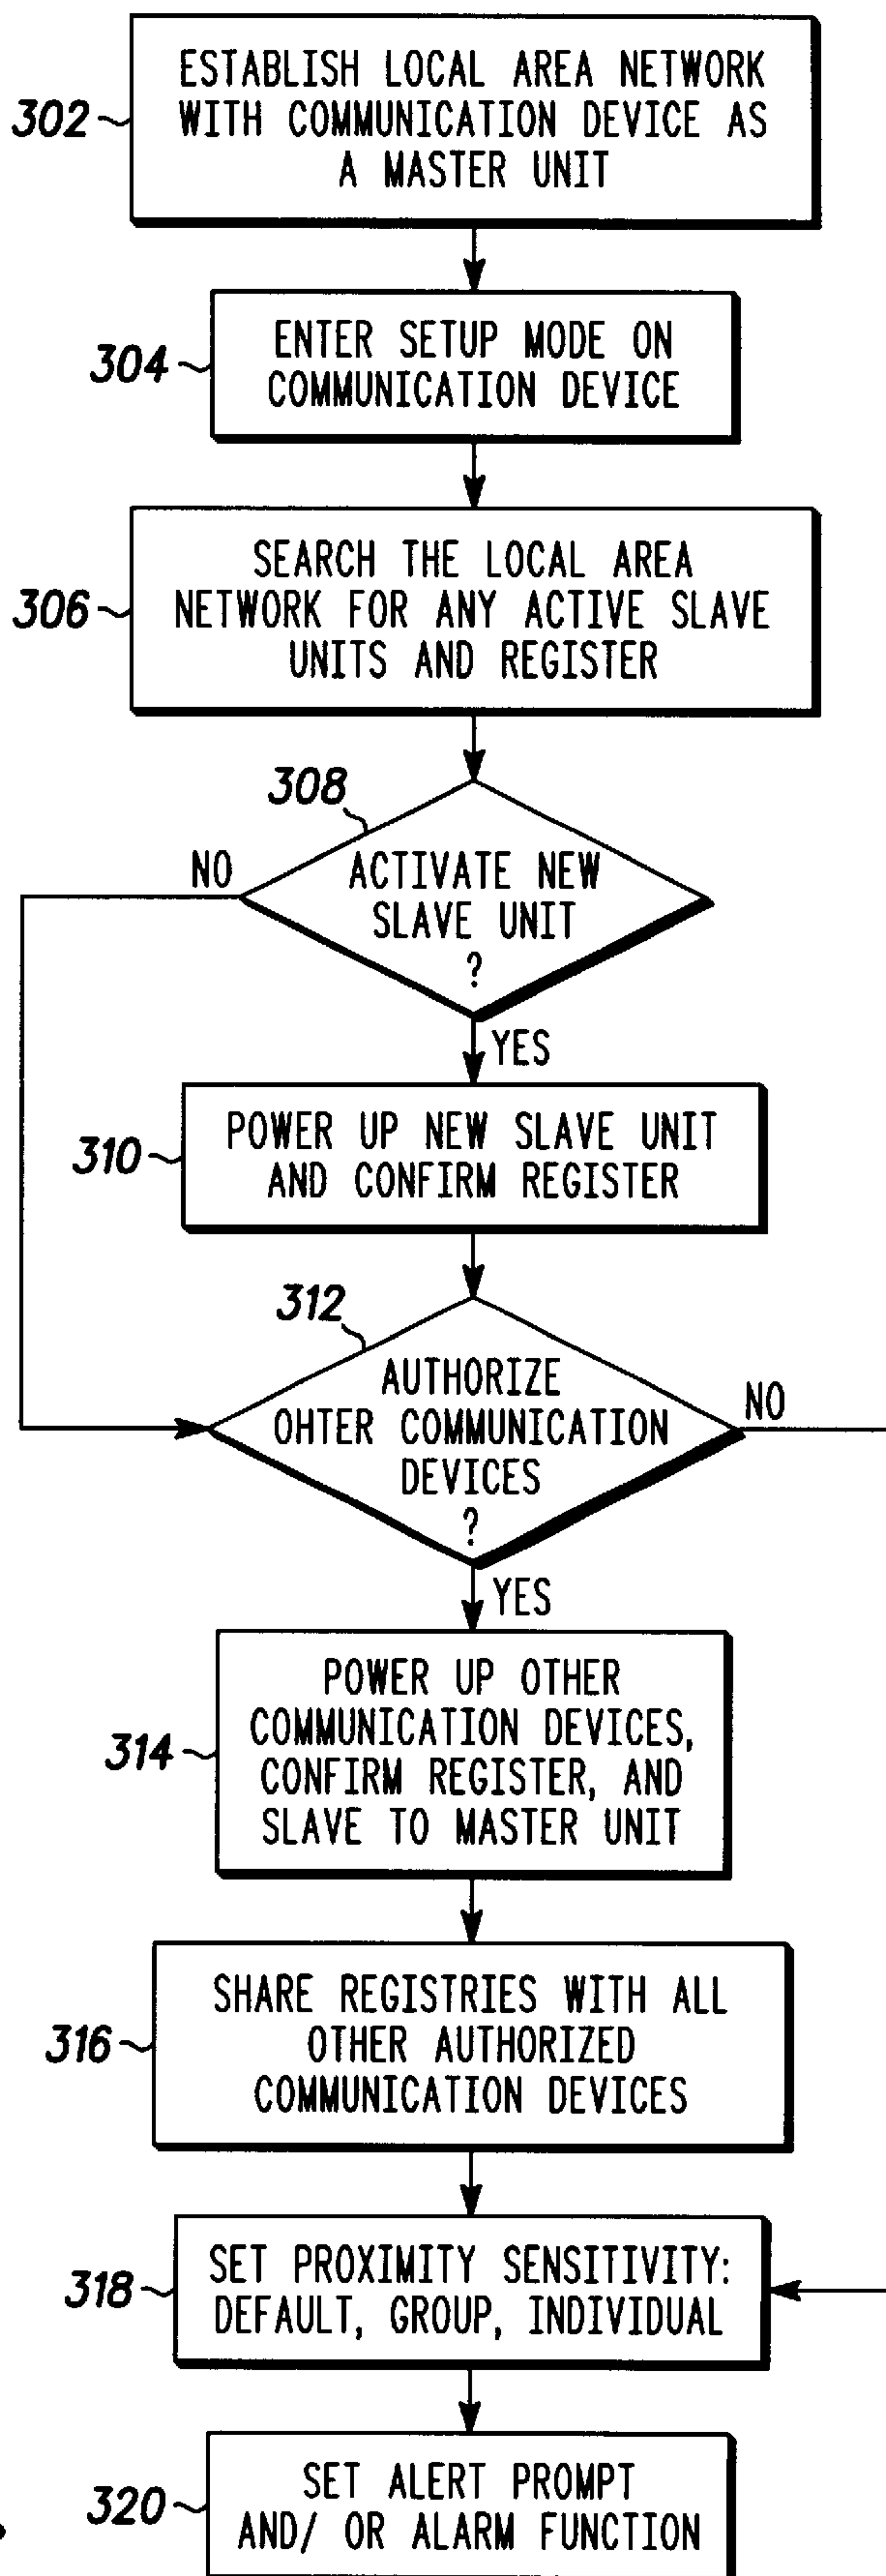 302
ESTABLISH LOCAL AREA NETWORK
WITH COMMUNICATION DEVICE AS
A MASTER UNIT
304
ENTER SETUP MODE ON
COMMUNICATION DEVICE
306
SEARCH THE LOCAL AREA
NETWORK FOR ANY ACTIVE SLAVE
UNITS AND REGISTER
308
NO
ACTIVATE NEW
SLAVE UNIT
?
YES
310
POWER UP NEW SLAVE UNIT
AND CONFIRM REGISTER
312
AUTHORIZE
OHTER COMMUNICATION
DEVICES
?
NO
YES
314
POWER UP OTHER
COMMUNICATION DEVICES,
CONFIRM REGISTER, AND
SLAVE TO MASTER UNIT
316
SHARE REGISTRIES WITH ALL
OTHER AUTHORIZED
COMMUNICATION DEVICES
318
SET PROXIMITY SENSITIVITY:
DEFAULT, GROUP, INDIVIDUAL
320
SET ALERT PROMPT
AND/ OR ALARM FUNCTION